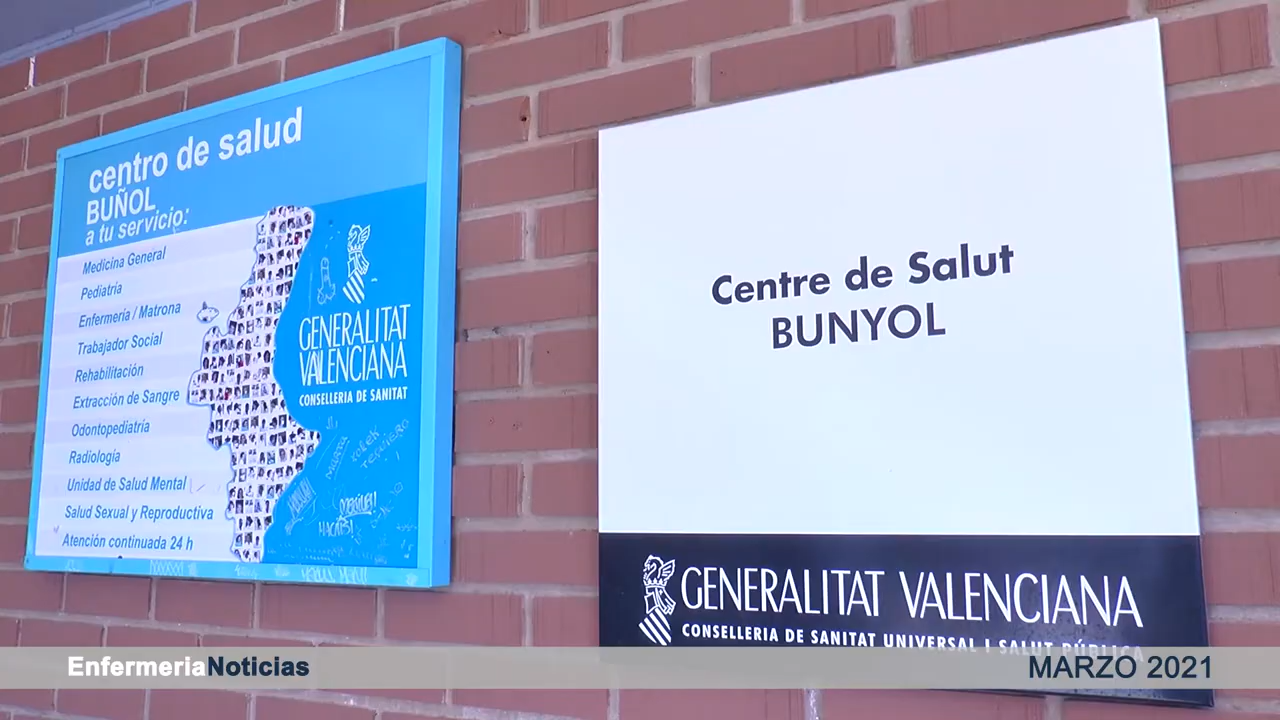 centro de salud
BUÑOL
a tu servicio:
Medicina General
Pediatría
Enfermería / Matrona
Trabajador Social
Rehabilitación
Extracción de Sangre
Odontopediatría
Radiología
Unidad de Salud Mental
Salud Sexual y Reproductiva
Atención continuada 24 h
GENERALITAT
VALENCIANA
CONSELLERIA DE SANITAT
Centre de Salut
BUNYOL
GENERALITAT VALENCIANA
CONSELLERIA DE SANITAT UNIVERSAL I SALUT PÚBLICA
EnfermeriaNoticias
MARZO 2021